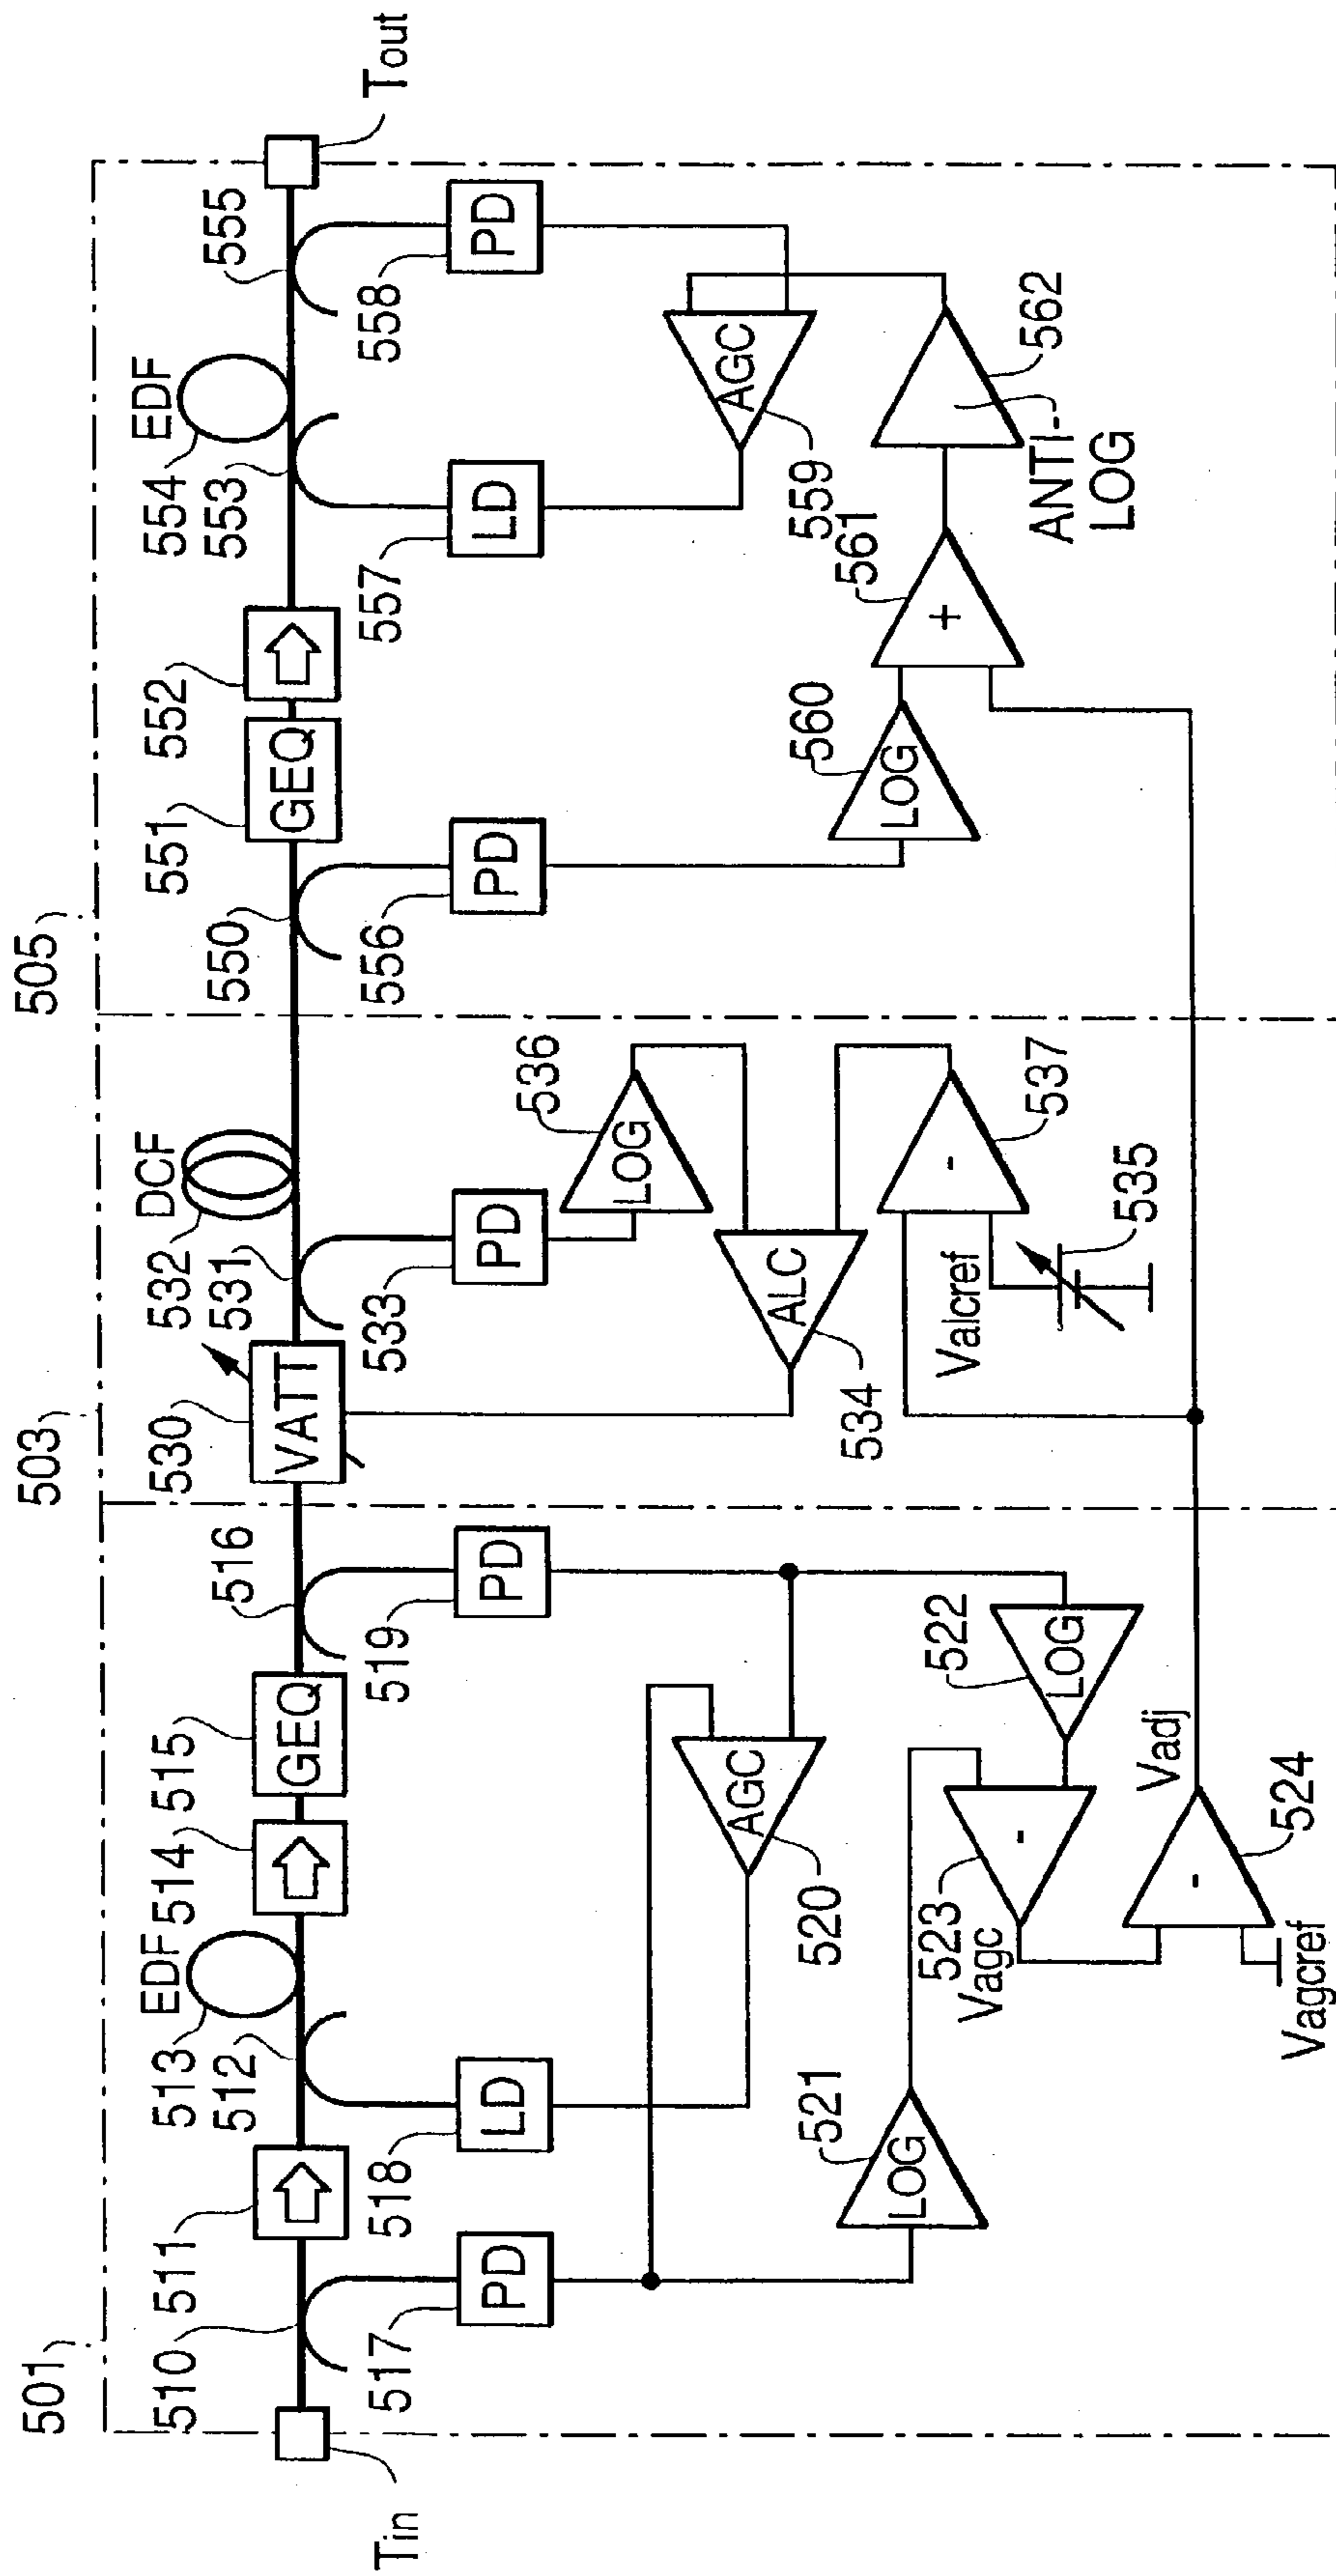 501
503
505
Tin
510
511
512
513
EDF
514
515
GEQ
516
517
PD
518
LD
519
PD
520
AGC
521
LOG
522
LOG
523
-
Vagc
524
-
Vadj
Vagcref
530
VATT
531
532
DCF
533
PD
534
ALC
535
Valcref
536
LOG
537
-
550
551
GEQ
552
553
554
EDF
555
Tout
556
PD
557
LD
558
PD
559
AGC
560
LOG
561
+
562
ANTI-
LOG